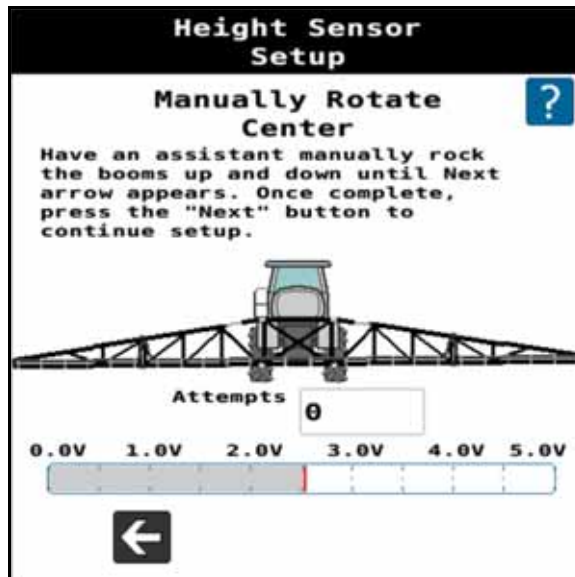 Height Sensor
Setup
Manually Rotate
Center
?
Have an assistant manually rock
the booms up and down until Next
arrow appears. Once complete,
press the "Next" button to
continue setup.
Attempts 0
0.0V 1.0V 2.0V 3.0V 4.0V 5.0V